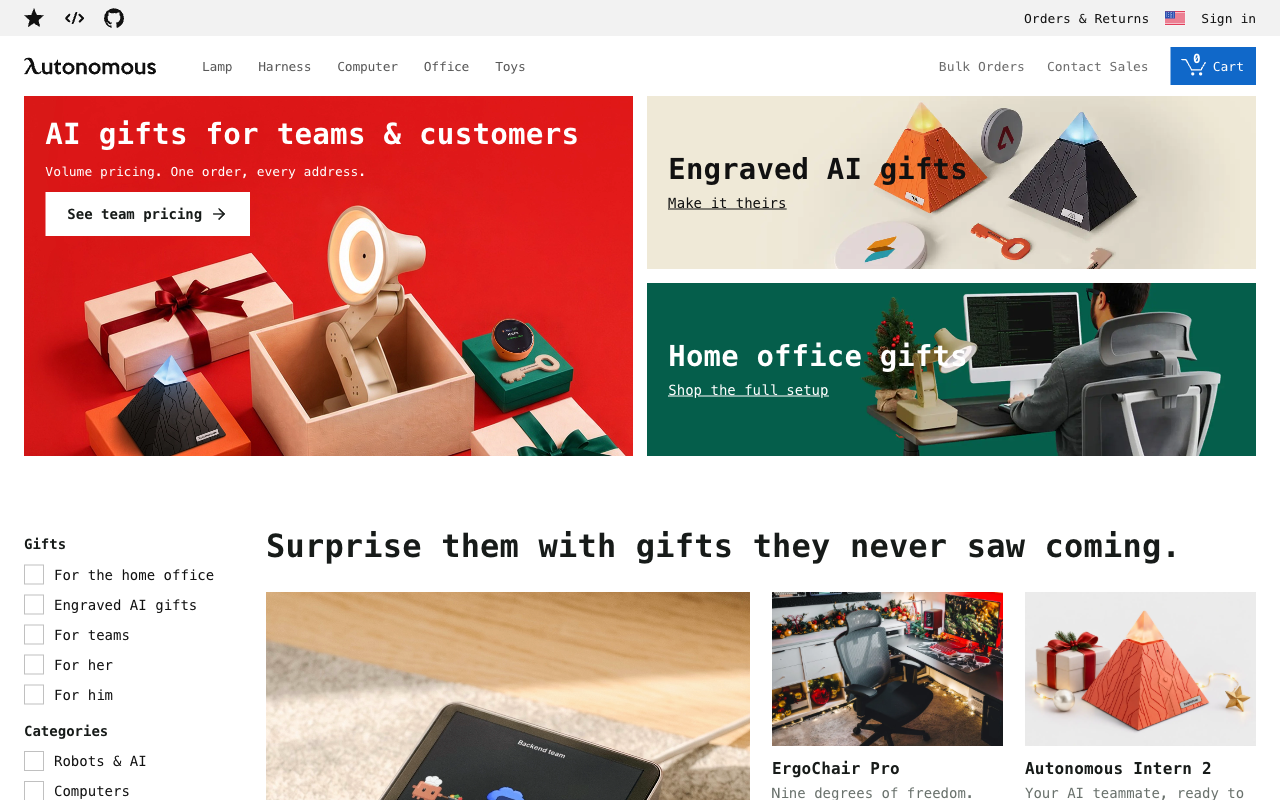 Orders & Returns
Sign in
Autonomous
Lamp
Harness
Computer
Office
Toys
Bulk Orders
Contact Sales
0
Cart
AI gifts for teams & customers
Volume pricing. One order, every address.
See team pricing
Engraved AI gifts
Make it theirs
Home office gifts
Shop the full setup
Gifts
For the home office
Engraved AI gifts
For teams
For her
For him
Categories
Robots & AI
Computers
Surprise them with gifts they never saw coming.
Backend team
ErgoChair Pro
Nine degrees of freedom.
Autonomous Intern 2
Your AI teammate, ready to